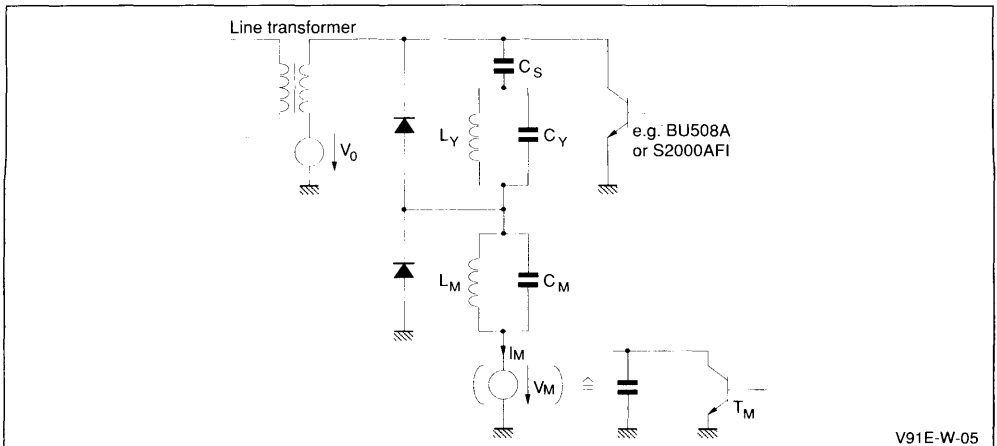 Line transformer
C_S
L_Y
C_Y
e.g. BU508A
or S2000AFI
V_0
L_M
C_M
I_M
( V_M ) ≙
T_M
V91E-W-05